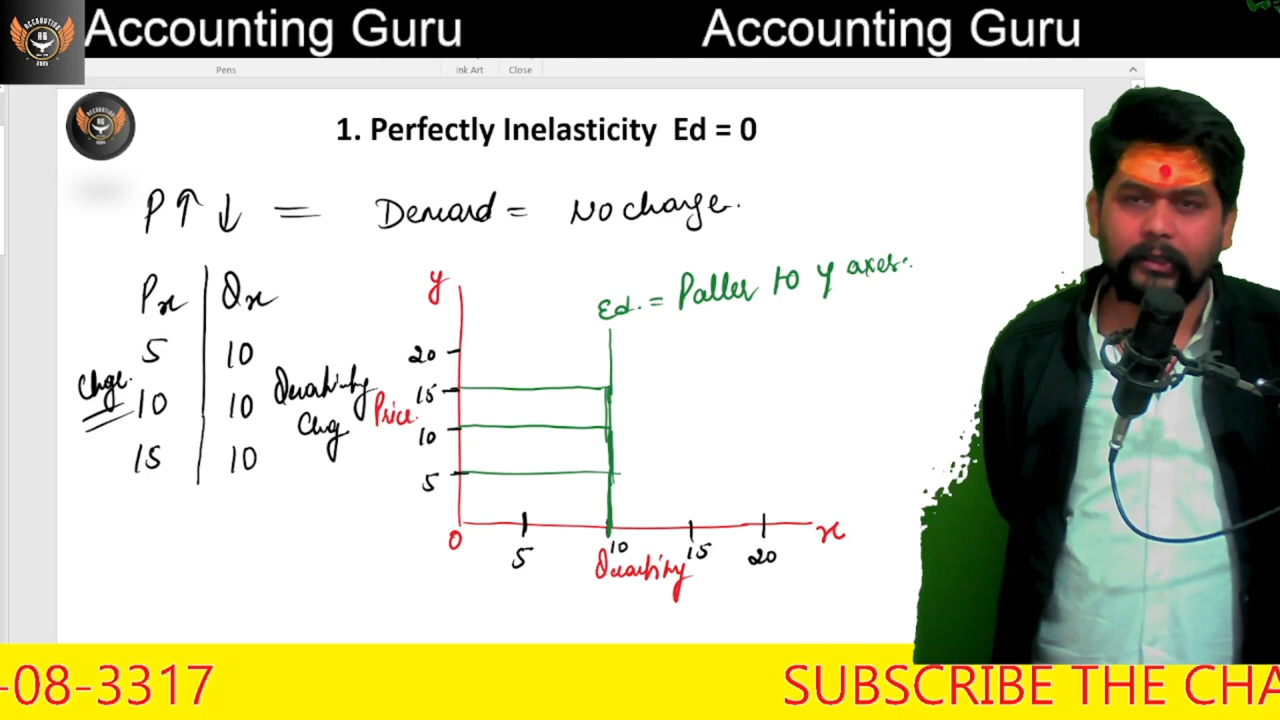 Accounting Guru
Accounting Guru
Pens
Ink Art
Close
1. Perfectly Inelasticity Ed = 0
P ↑ ↓ = Demard = No charge.
Px | Qx
5 | 10
10 | 10
15 | 10
Chge.
Quantity
Chg
y
Price.
20
15
10
5
0
5
10
15
20
x
Quantity
Ed. = Paller to y axes.
-08-3317
SUBSCRIBE THE CHA